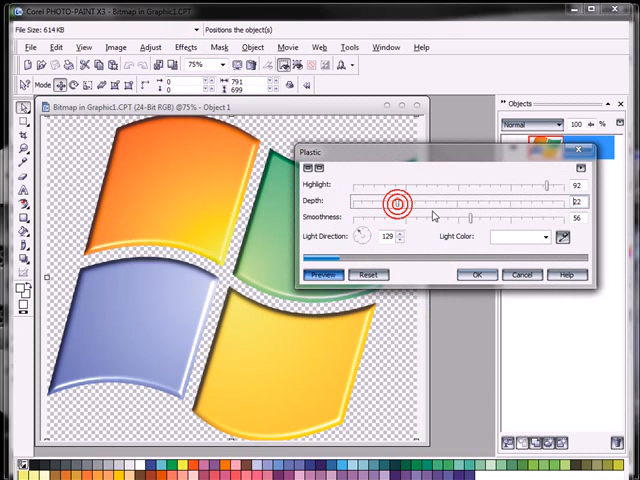 Corel PHOTO-PAINT X3 - Bitmap in Graphic1.CPT
File Size: 614 KB
Positions the object(s)
File Edit View Image Adjust Effects Mask Object Movie Web Tools Window Help
75%
Mode
0
0
791
699
Bitmap in Graphic1.CPT (24-Bit RGB) @75% - Object 1
Objects
Normal
100 %
Plastic
Highlight: 92
Depth: 22
Smoothness: 56
Light Direction: 129 Light Color:
Preview Reset OK Cancel Help